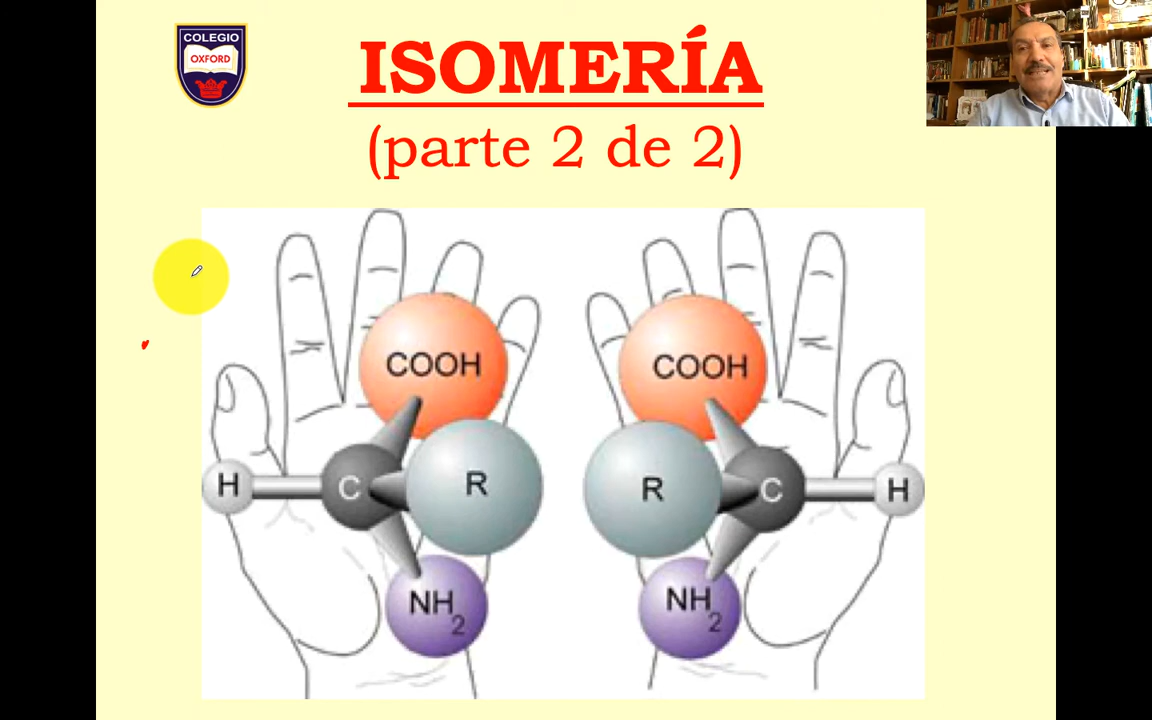 COLEGIO
OXFORD
ISOMERÍA
(parte 2 de 2)
COOH
COOH
H
C
R
R
C
H
NH2
NH2